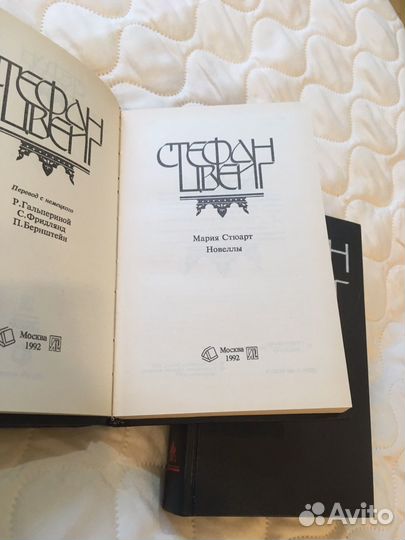 СТЕФАН
ЦВЕЙГ
Перевод с немецкого
Р.Гальпериной
С.Фридлянд
П.Бернштейн
Москва
1992
СТЕФАН
ЦВЕЙГ
Мария Стюарт
Новеллы
Москва
1992
Avito